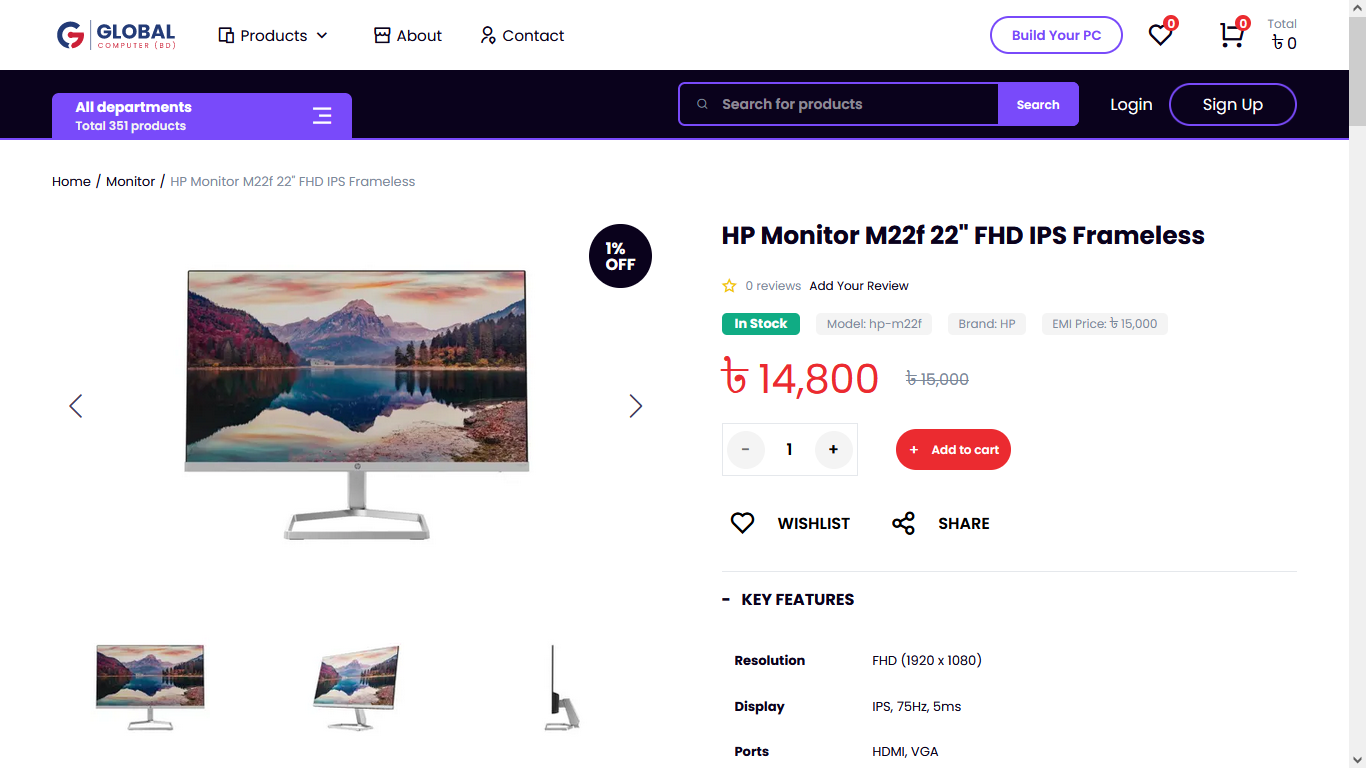 GLOBAL
COMPUTER (BD)
Products
About
Contact
Build Your PC
0
0
Total
৳ 0
All departments
Total 351 products
Search for products
Search
Login
Sign Up
Home / Monitor / HP Monitor M22f 22" FHD IPS Frameless
1%
OFF
HP Monitor M22f 22" FHD IPS Frameless
0 reviews Add Your Review
In Stock
Model: hp-m22f
Brand: HP
EMI Price: ৳ 15,000
৳ 14,800
৳ 15,000
- 1 +
+ Add to cart
WISHLIST
SHARE
- KEY FEATURES
Resolution FHD (1920 x 1080)
Display IPS, 75Hz, 5ms
Ports HDMI, VGA